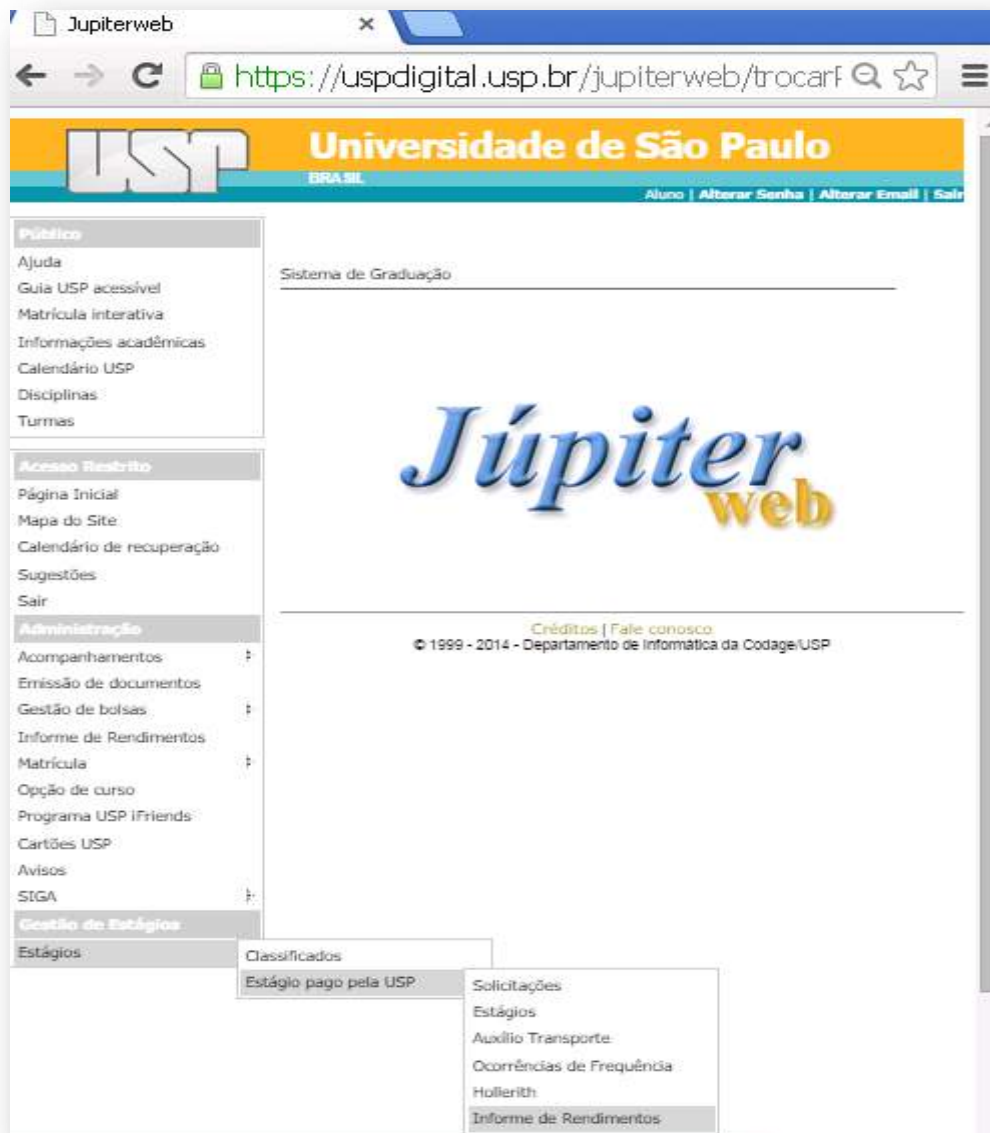 Jupiterweb
https://uspdigital.usp.br/jupiterweb/trocarF
USP
Universidade de São Paulo
BRASIL
Aluno | Alterar Senha | Alterar Email | Sair
Público
Ajuda
Guia USP acessível
Matrícula interativa
Informações acadêmicas
Calendário USP
Disciplinas
Turmas
Acesso Restrito
Página Inicial
Mapa do Site
Calendário de recuperação
Sugestões
Sair
Administração
Acompanhamentos
Emissão de documentos
Gestão de bolsas
Informe de Rendimentos
Matrícula
Opção de curso
Programa USP iFriends
Cartões USP
Avisos
SIGA
Gestão de Estágios
Estágios
Classificados
Estágio pago pela USP
Solicitações
Estágios
Auxílio Transporte
Ocorrências de Frequência
Hollerith
Informe de Rendimentos
Sistema de Graduação
Júpiter
web
Créditos | Fale conosco
© 1999 - 2014 - Departamento de Informática da Codage/USP